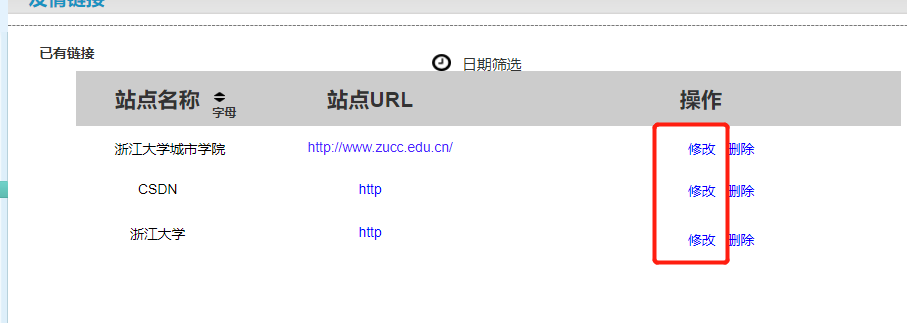 友情链接
已有链接
日期筛选
站点名称 字母 站点URL 操作
浙江大学城市学院 http://www.zucc.edu.cn/ 修改 删除
CSDN http 修改 删除
浙江大学 http 修改 删除